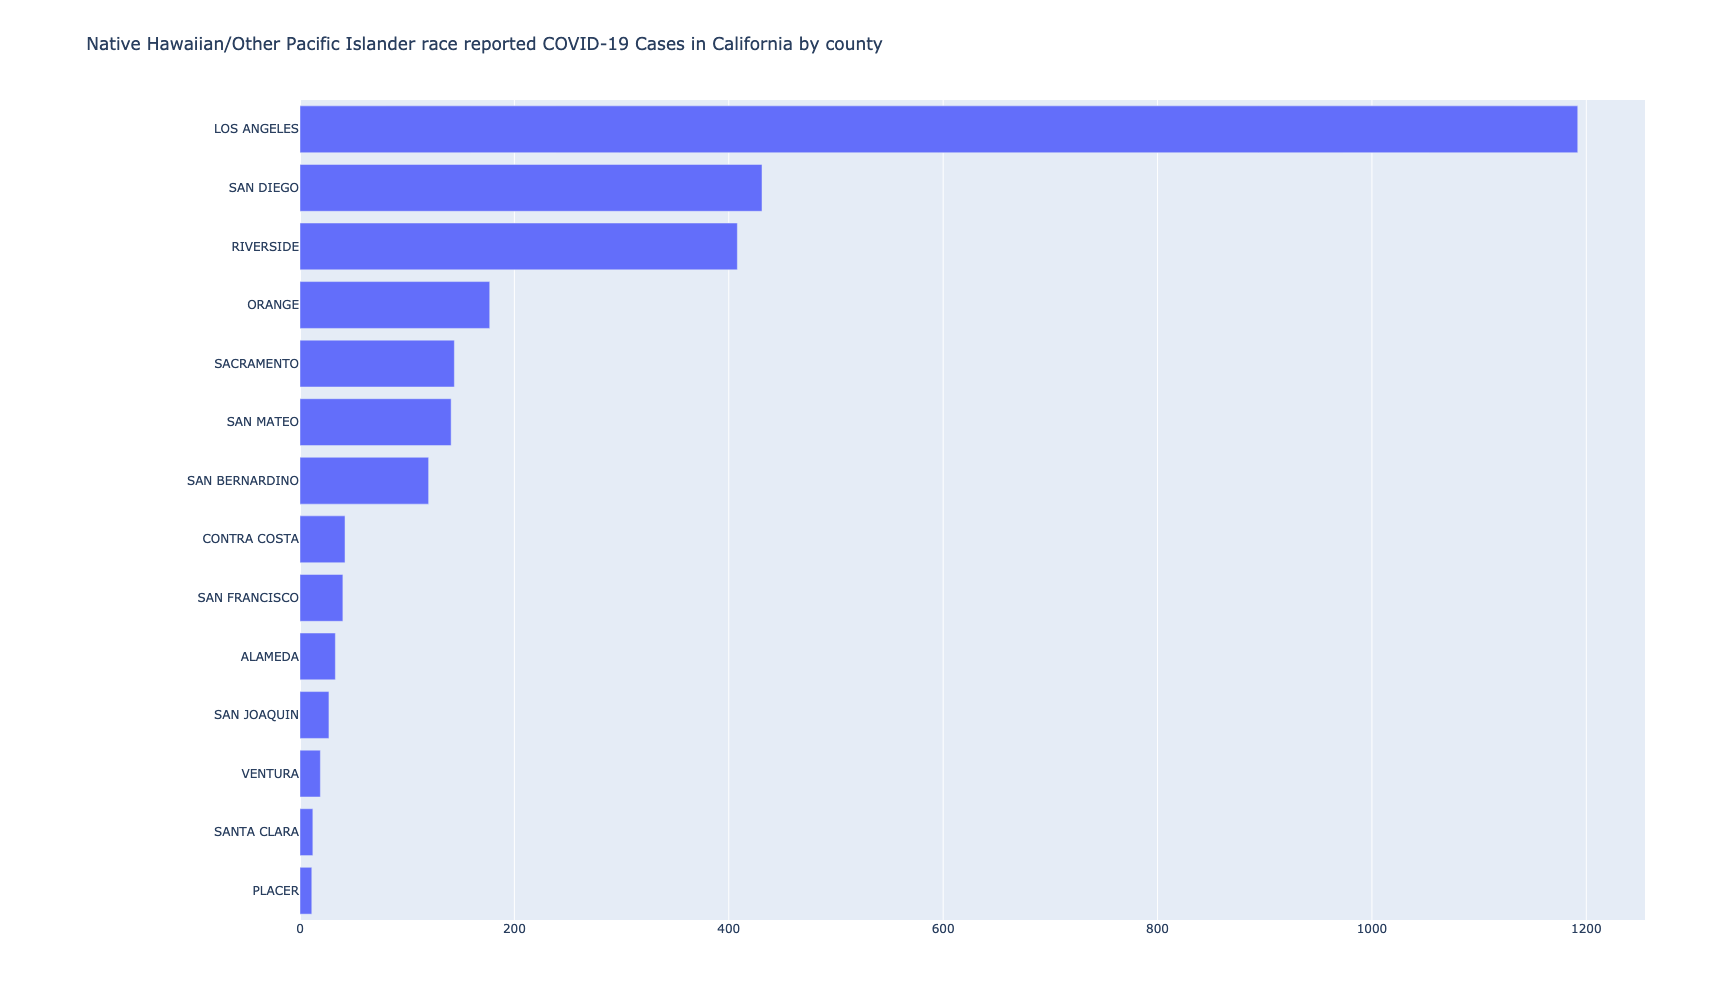 Native Hawaiian/Other Pacific Islander race reported COVID-19 Cases in California by county
LOS ANGELES
SAN DIEGO
RIVERSIDE
ORANGE
SACRAMENTO
SAN MATEO
SAN BERNARDINO
CONTRA COSTA
SAN FRANCISCO
ALAMEDA
SAN JOAQUIN
VENTURA
SANTA CLARA
PLACER
0 200 400 600 800 1000 1200